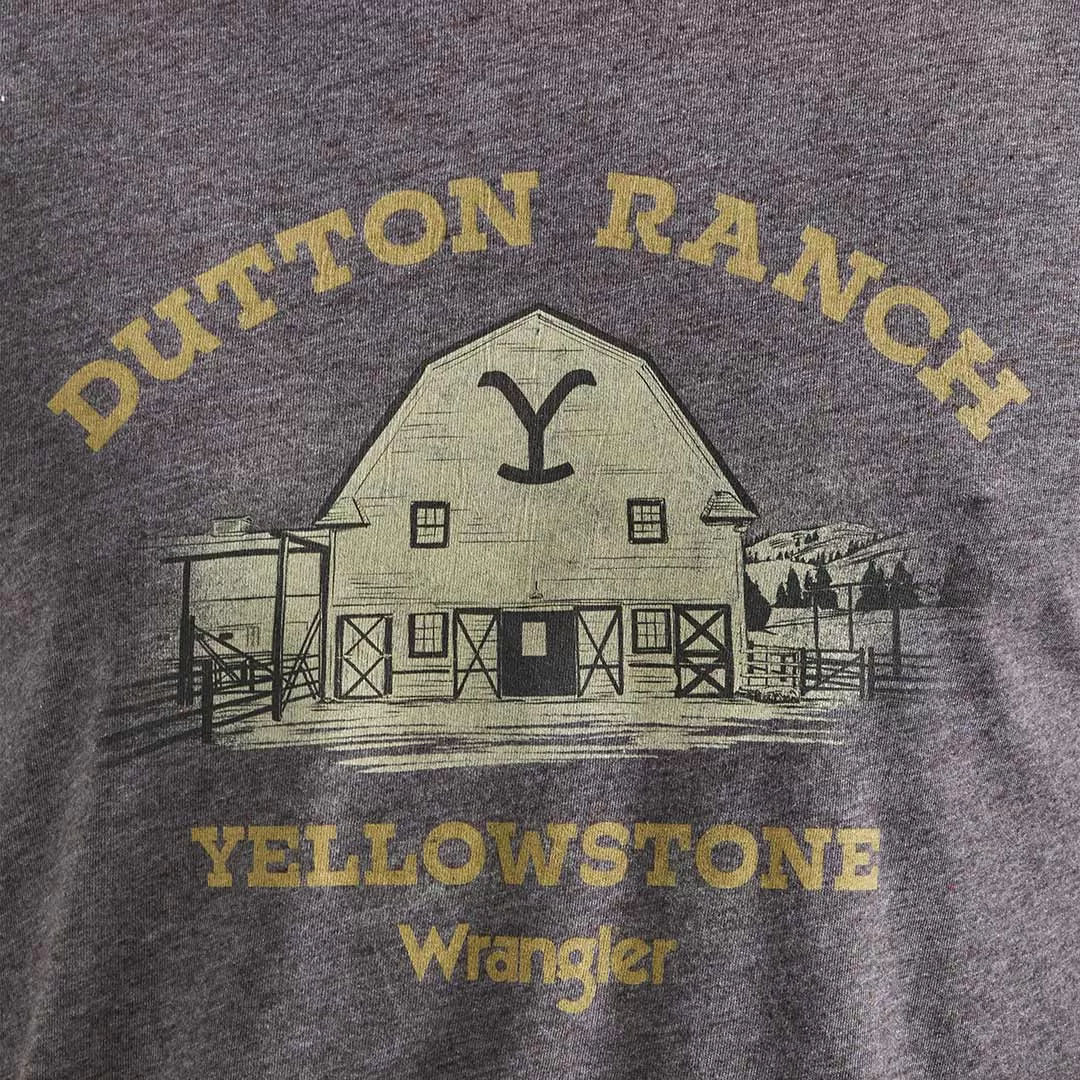 DUTTON RANCH
Y
YELLOWSTONE
Wrangler